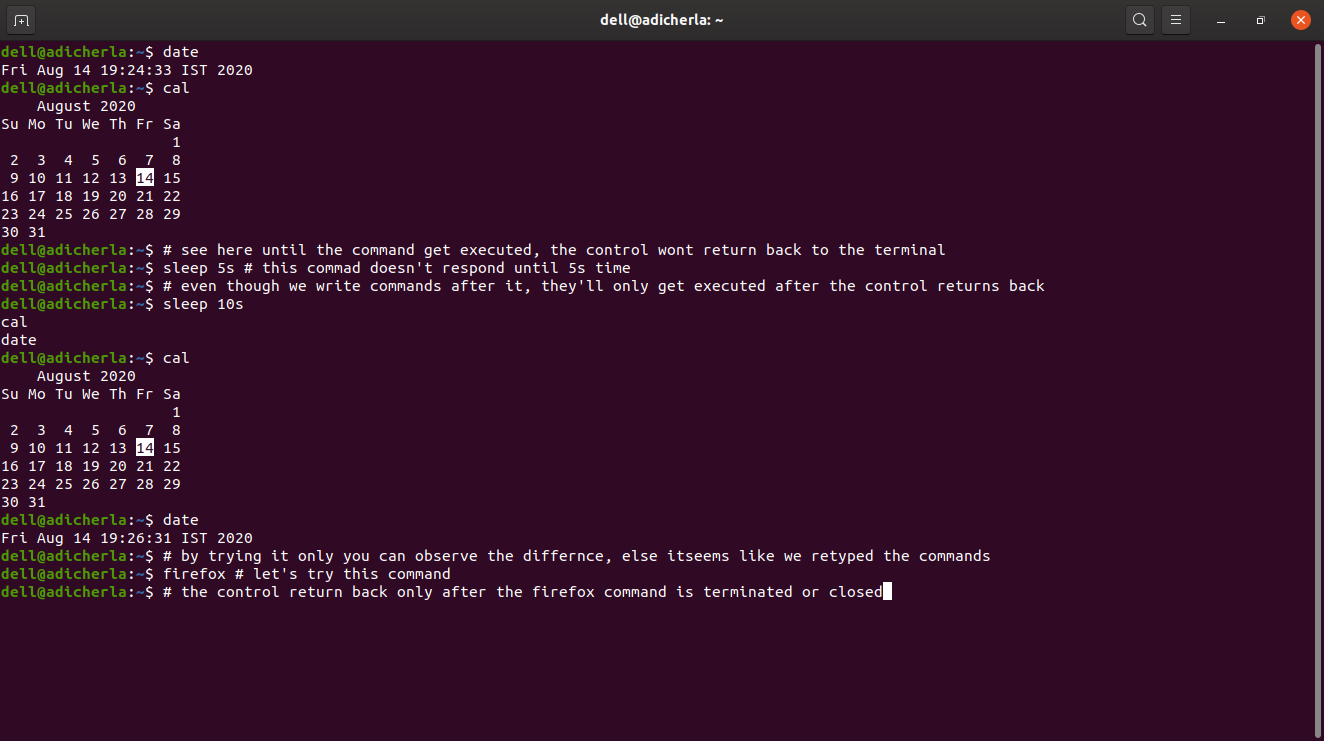 dell@adicherla: ~
dell@adicherla:~$ date
Fri Aug 14 19:24:33 IST 2020
dell@adicherla:~$ cal
    August 2020
Su Mo Tu We Th Fr Sa
                   1
 2  3  4  5  6  7  8
 9 10 11 12 13 14 15
16 17 18 19 20 21 22
23 24 25 26 27 28 29
30 31
dell@adicherla:~$ # see here until the command get executed, the control wont return back to the terminal
dell@adicherla:~$ sleep 5s # this commad doesn't respond until 5s time
dell@adicherla:~$ # even though we write commands after it, they'll only get executed after the control returns back
dell@adicherla:~$ sleep 10s
cal
date
dell@adicherla:~$ cal
    August 2020
Su Mo Tu We Th Fr Sa
                   1
 2  3  4  5  6  7  8
 9 10 11 12 13 14 15
16 17 18 19 20 21 22
23 24 25 26 27 28 29
30 31
dell@adicherla:~$ date
Fri Aug 14 19:26:31 IST 2020
dell@adicherla:~$ # by trying it only you can observe the differnce, else itseems like we retyped the commands
dell@adicherla:~$ firefox # let's try this command
dell@adicherla:~$ # the control return back only after the firefox command is terminated or closed